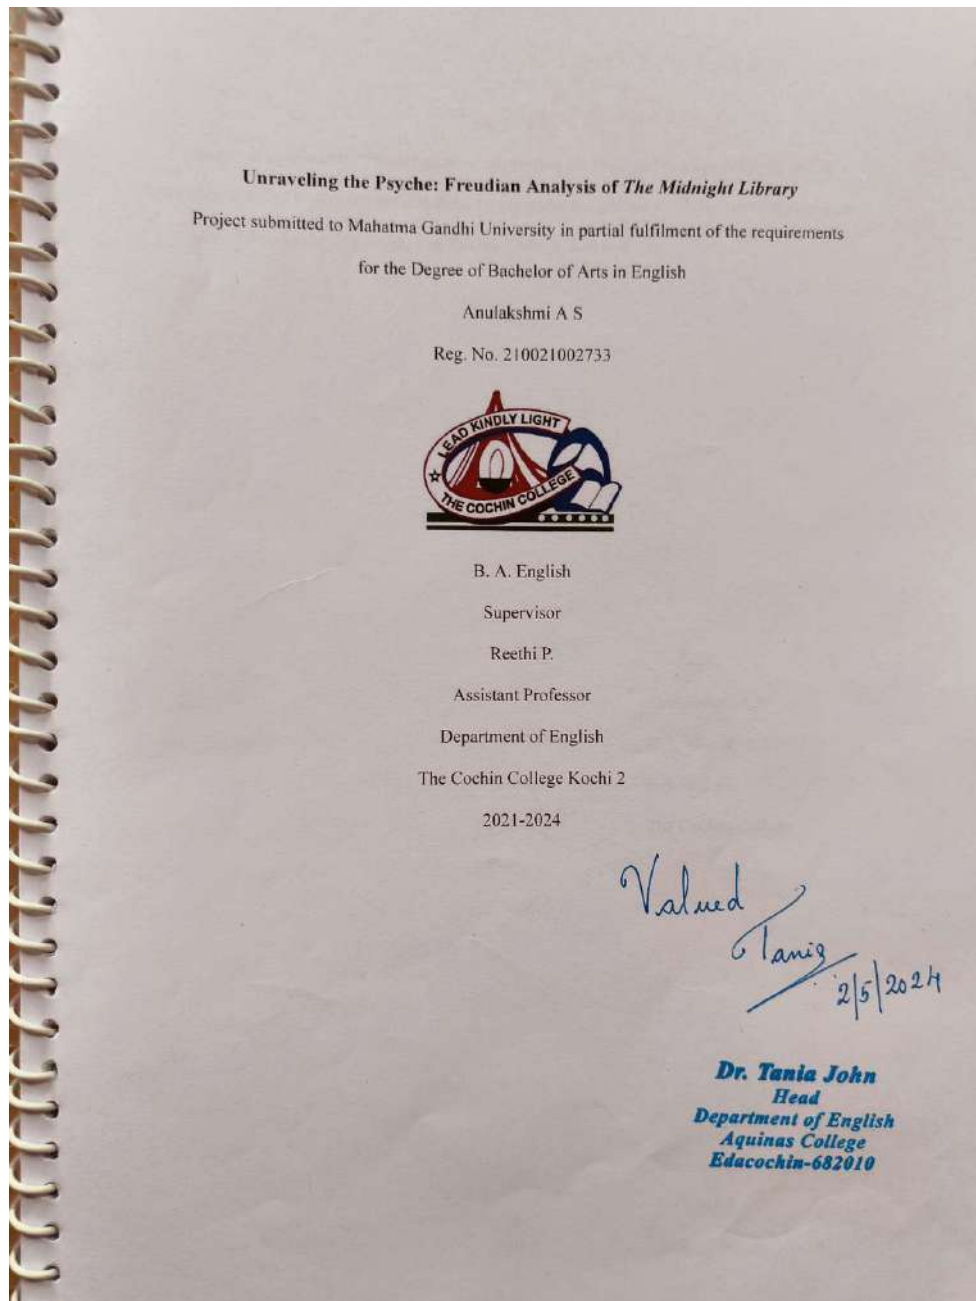 Unraveling the Psyche: Freudian Analysis of The Midnight Library
Project submitted to Mahatma Gandhi University in partial fulfilment of the requirements
for the Degree of Bachelor of Arts in English
Anulakshmi A S
Reg. No. 210021002733
LEAD KINDLY LIGHT
THE COCHIN COLLEGE
B. A. English
Supervisor
Reethi P.
Assistant Professor
Department of English
The Cochin College Kochi 2
2021-2024
Valued
Tania
2/5/2024
Dr. Tania John
Head
Department of English
Aquinas College
Edacochin-682010